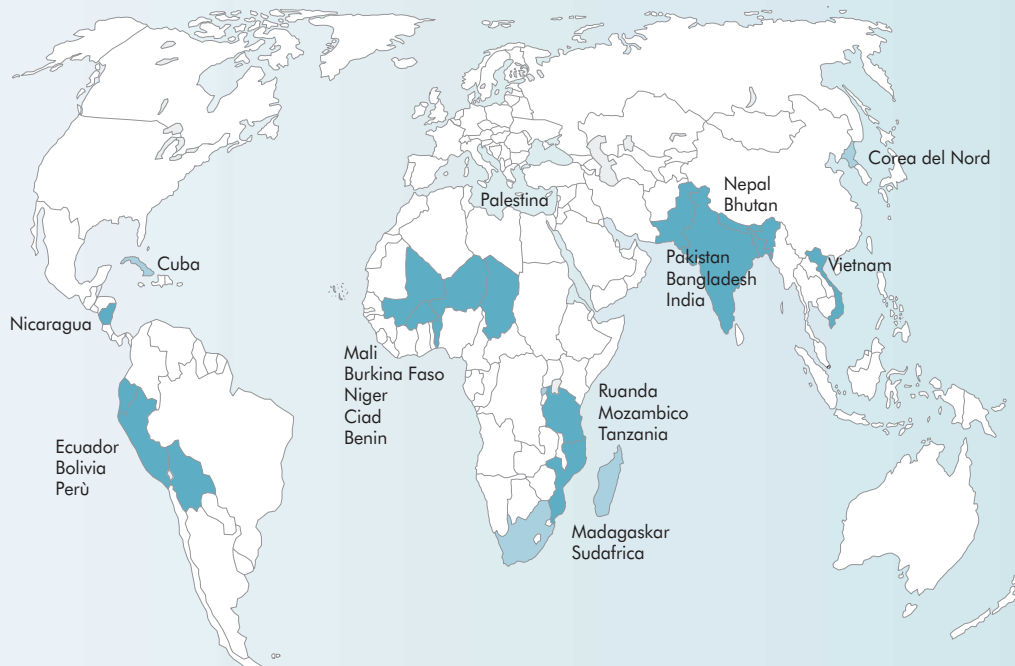 Corea del Nord
Nepal
Bhutan
Palestina
Pakistan
Bangladesh
India
Vietnam
Cuba
Nicaragua
Mali
Burkina Faso
Niger
Ciad
Benin
Ruanda
Mozambico
Tanzania
Ecuador
Bolivia
Perù
Madagaskar
Sudafrica